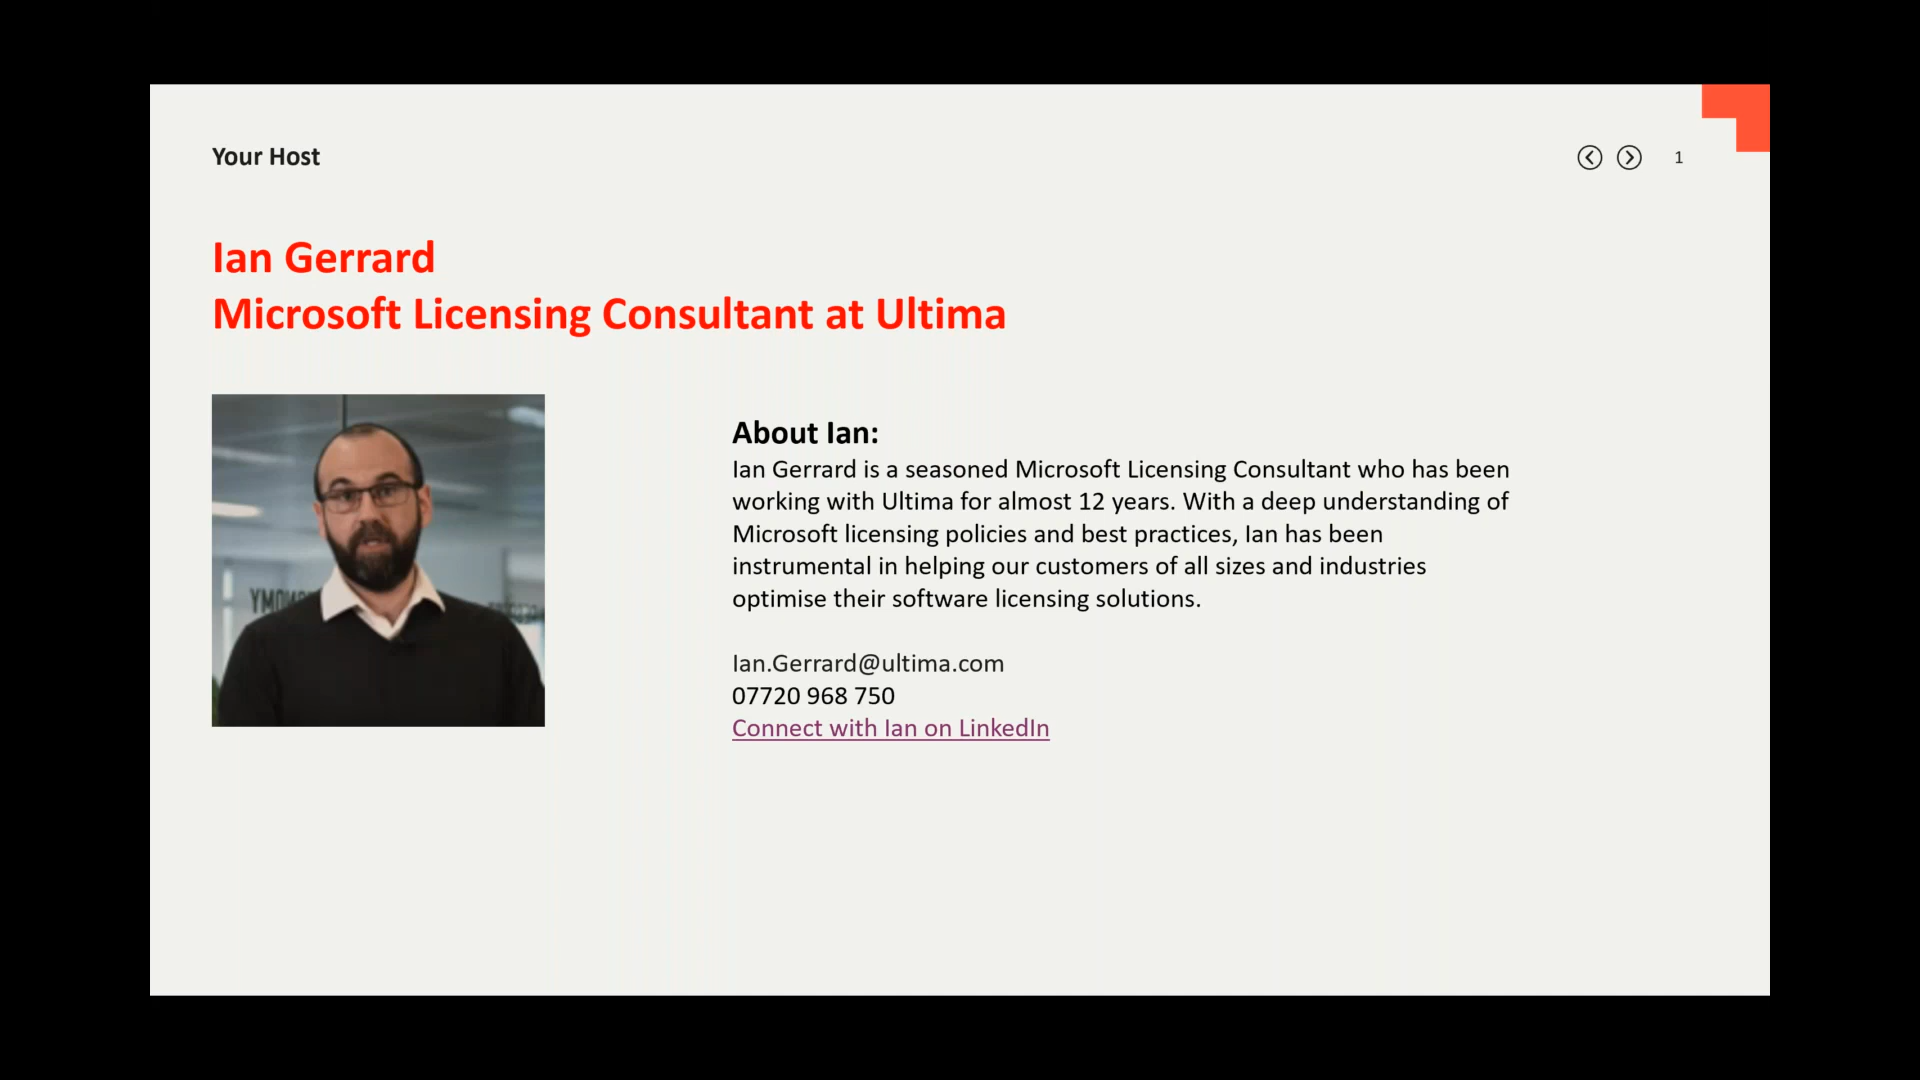 Your Host
1
Ian Gerrard
Microsoft Licensing Consultant at Ultima
About Ian:
Ian Gerrard is a seasoned Microsoft Licensing Consultant who has been
working with Ultima for almost 12 years. With a deep understanding of
Microsoft licensing policies and best practices, Ian has been
instrumental in helping our customers of all sizes and industries
optimise their software licensing solutions.
Ian.Gerrard@ultima.com
07720 968 750
Connect with Ian on LinkedIn